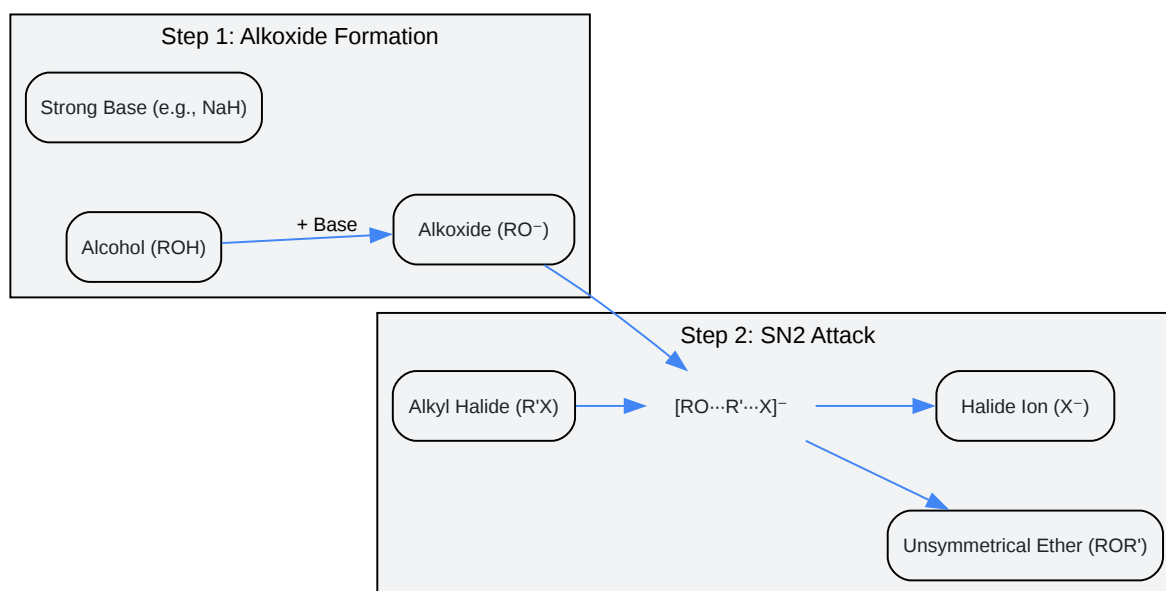 Step 1: Alkoxide Formation
Strong Base (e.g., NaH)
Alcohol (ROH)
+ Base
Alkoxide (RO⁻)
Step 2: SN2 Attack
Alkyl Halide (R'X)
[RO···R'···X]⁻
Halide Ion (X⁻)
Unsymmetrical Ether (ROR')